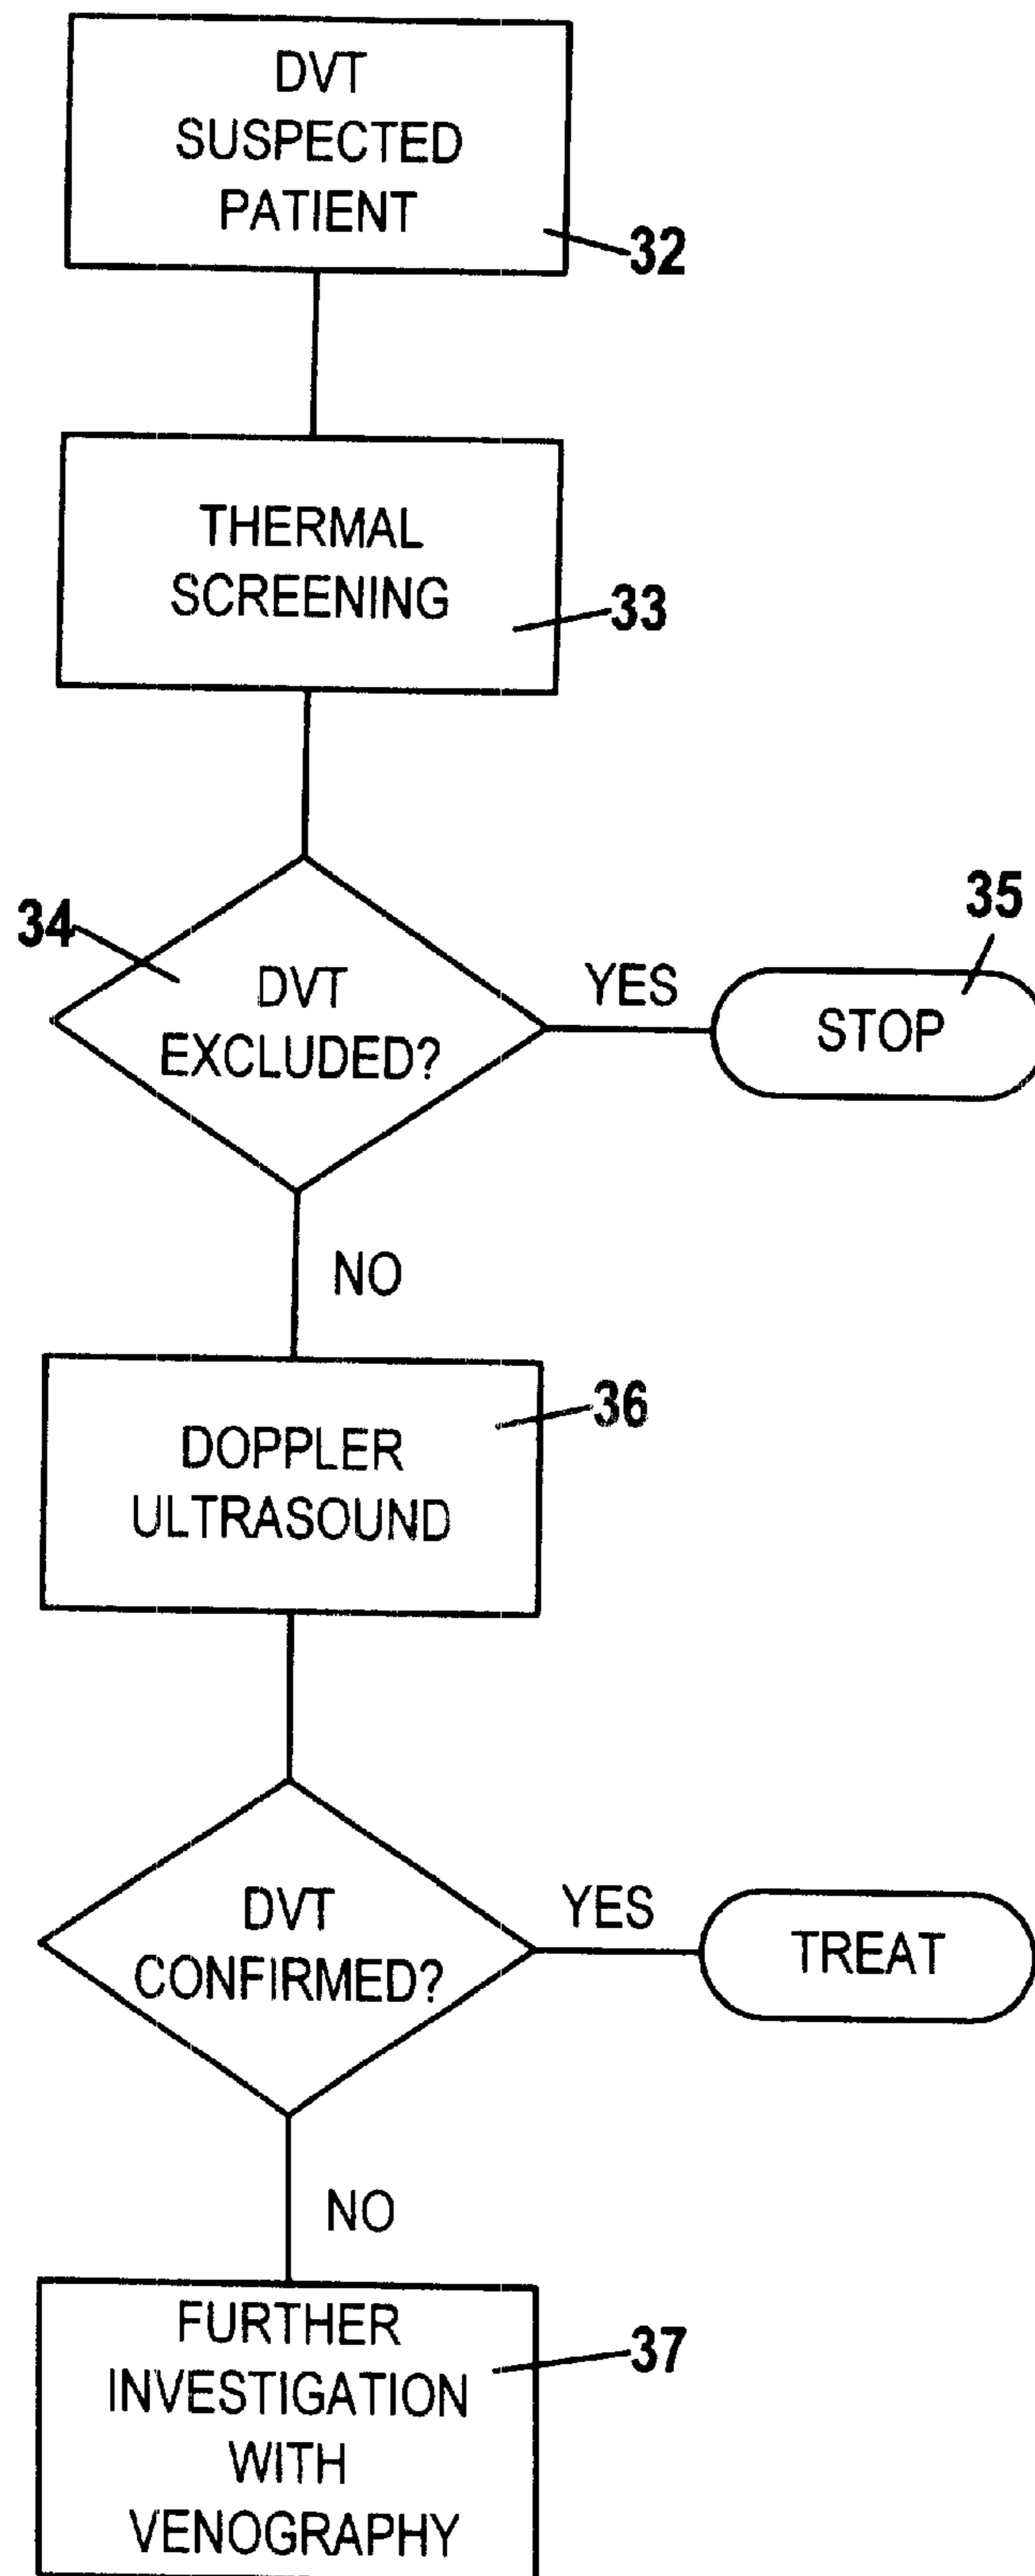 DVT
SUSPECTED
PATIENT
32
THERMAL
SCREENING
33
34
DVT
EXCLUDED?
YES
35
STOP
NO
DOPPLER
ULTRASOUND
36
DVT
CONFIRMED?
YES
TREAT
NO
FURTHER
INVESTIGATION
WITH
VENOGRAPHY
37